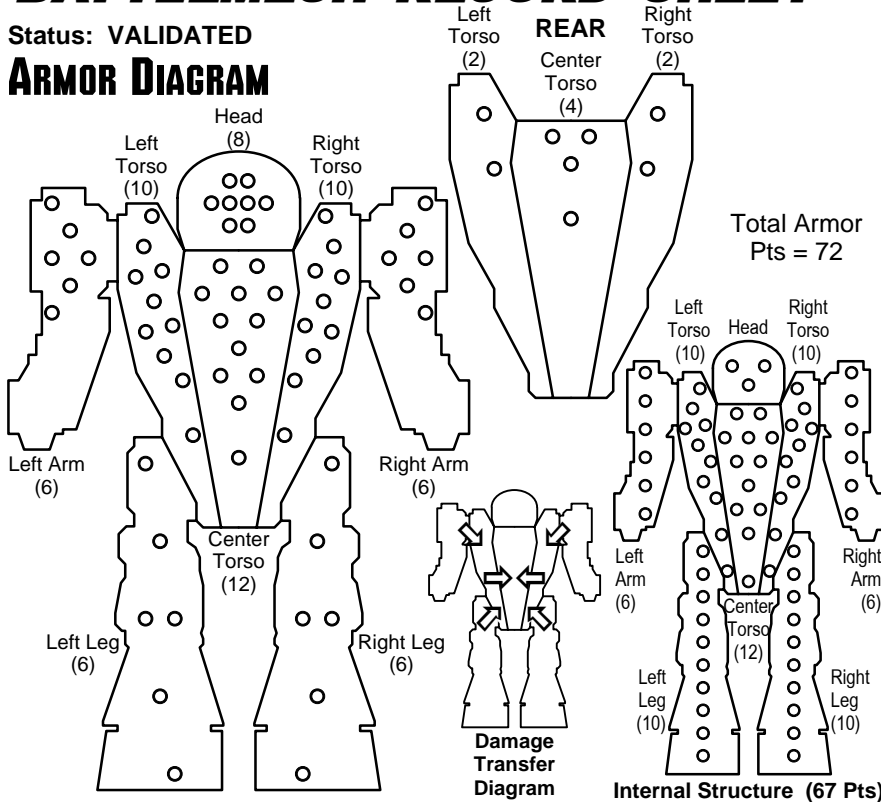 BATTLEMECH RECORD SHEET
Status: VALIDATED
ARMOR DIAGRAM
Left
Torso
(2)
REAR
Center
Torso
(4)
Right
Torso
(2)
Head
(8)
Left
Torso
(10)
Right
Torso
(10)
Total Armor
Pts = 72
Left Arm
(6)
Right Arm
(6)
Center
Torso
(12)
Left Leg
(6)
Right Leg
(6)
Damage
Transfer
Diagram
Left
Torso
(10)
Head
Right
Torso
(10)
Left
Arm
(6)
Right
Arm
(6)
Center
Torso
(12)
Left
Leg
(10)
Right
Leg
(10)
Internal Structure (67 Pts)